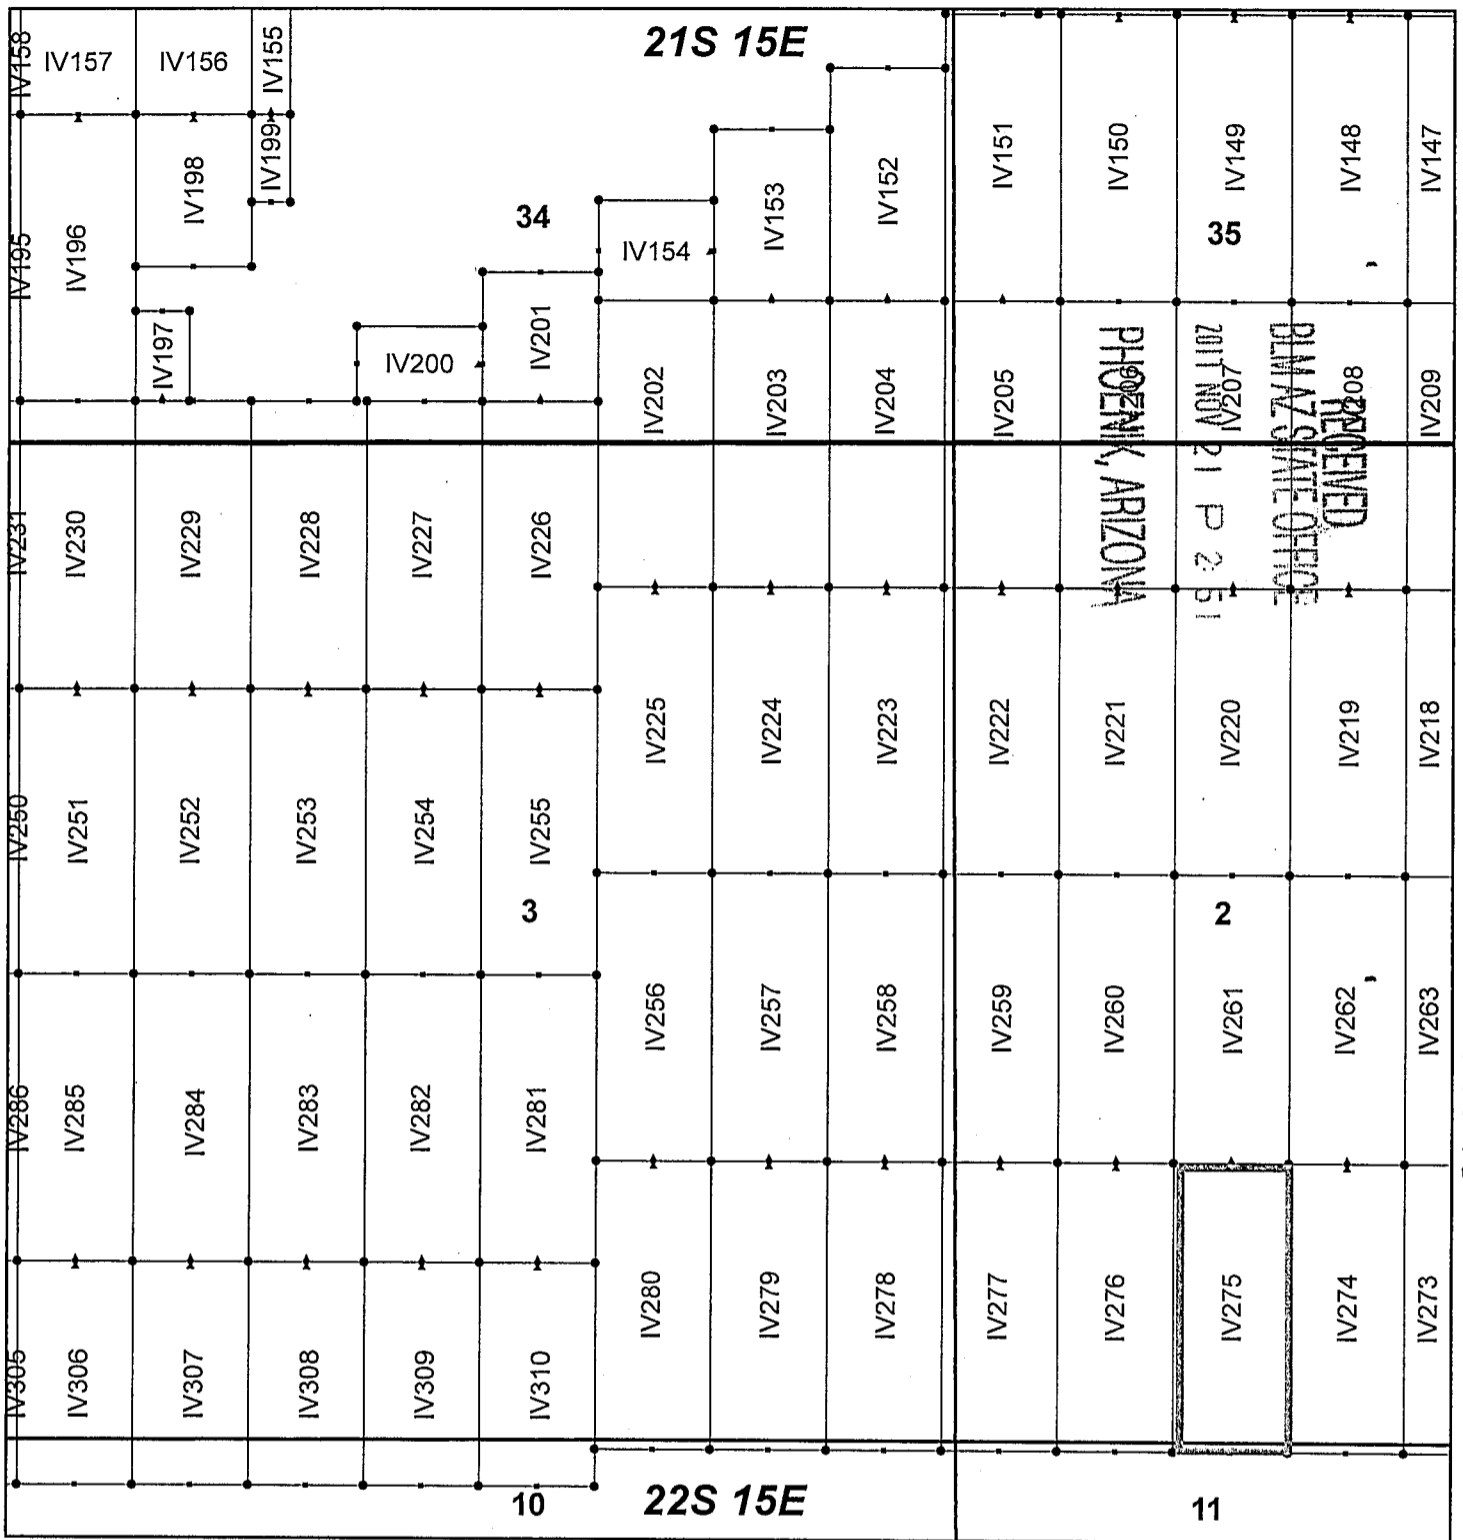 21S 15E
IV158 IV157 IV156 IV155
IV199 IV198
IV151 IV150 IV149 IV148 IV147
IV152
IV153
34
35
IV195 IV196
IV154
IV197
IV200
IV201
IV202 IV203 IV204 IV205 IV207 IV208 IV209
RECEIVED
BLM AZ STATE OFFICE
2017 NOV 21 P 2:51
PHOENIX, ARIZONA
IV231 IV230 IV229 IV228 IV227 IV226
IV225 IV224 IV223 IV222 IV221 IV220 IV219 IV218
IV250 IV251 IV252 IV253 IV254 IV255
3
2
IV256 IV257 IV258 IV259 IV260 IV261 IV262 IV263
IV286 IV285 IV284 IV283 IV282 IV281
IV280 IV279 IV278 IV277 IV276 IV275 IV274 IV273
IV305 IV306 IV307 IV308 IV309 IV310
10
22S 15E
11